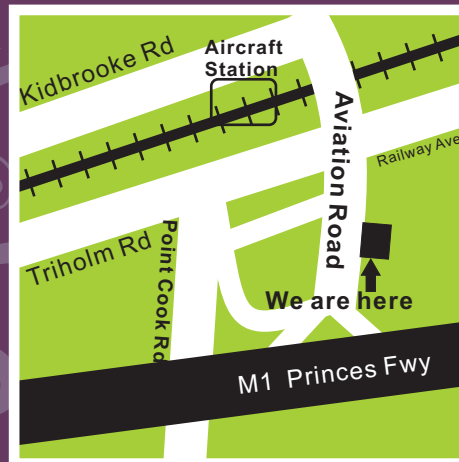 Kidbrooke Rd
Aircraft
Station
Aviation Road
Railway Ave
Triholm Rd
Point Cook Rd
We are here
M1 Princes Fwy